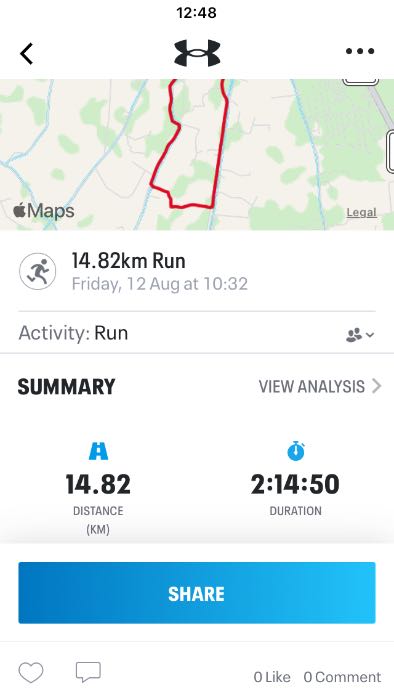 12:48
Maps
Legal
14.82km Run
Friday, 12 Aug at 10:32
Activity: Run
SUMMARY
VIEW ANALYSIS
14.82
2:14:50
DISTANCE
(KM)
DURATION
SHARE
0 Like 0 Comment